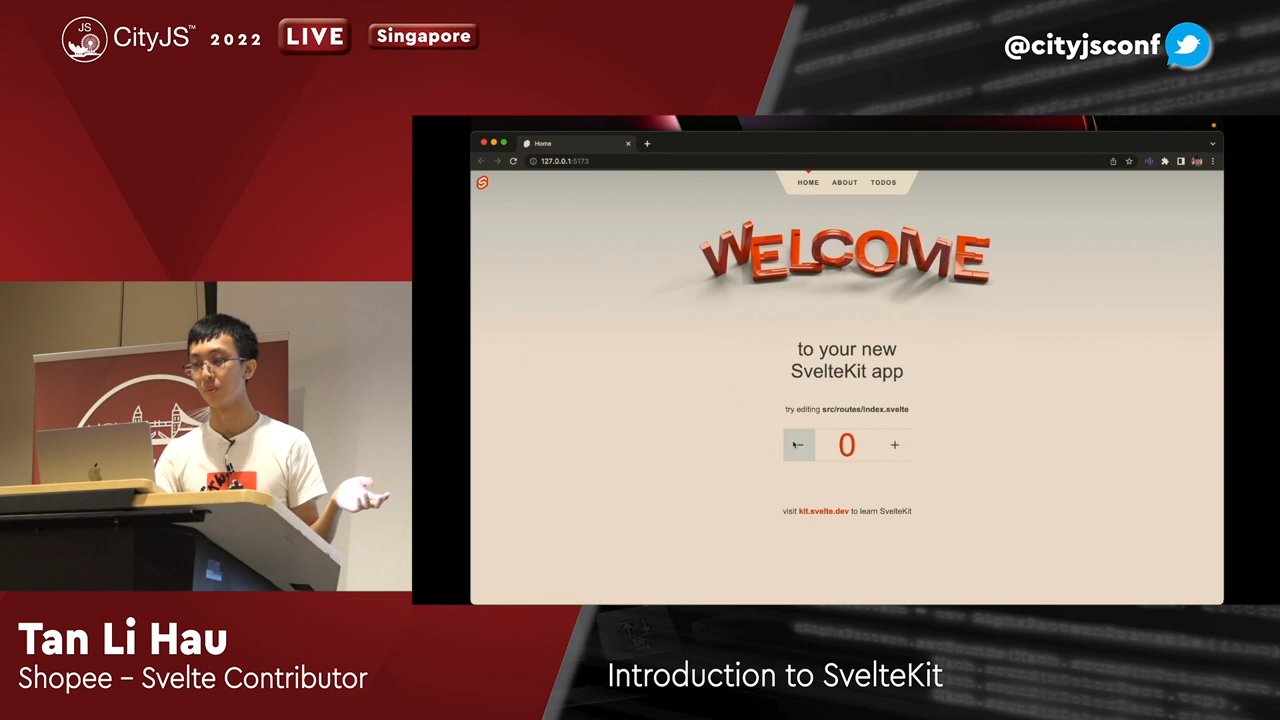 JS CityJS™ 2022 LIVE Singapore
@cityjsconf
Home
127.0.0.1:5173
HOME ABOUT TODOS
WELCOME
to your new
SvelteKit app
try editing src/routes/index.svelte
0
visit kit.svelte.dev to learn SvelteKit
Tan Li Hau
Shopee – Svelte Contributor
Introduction to SvelteKit